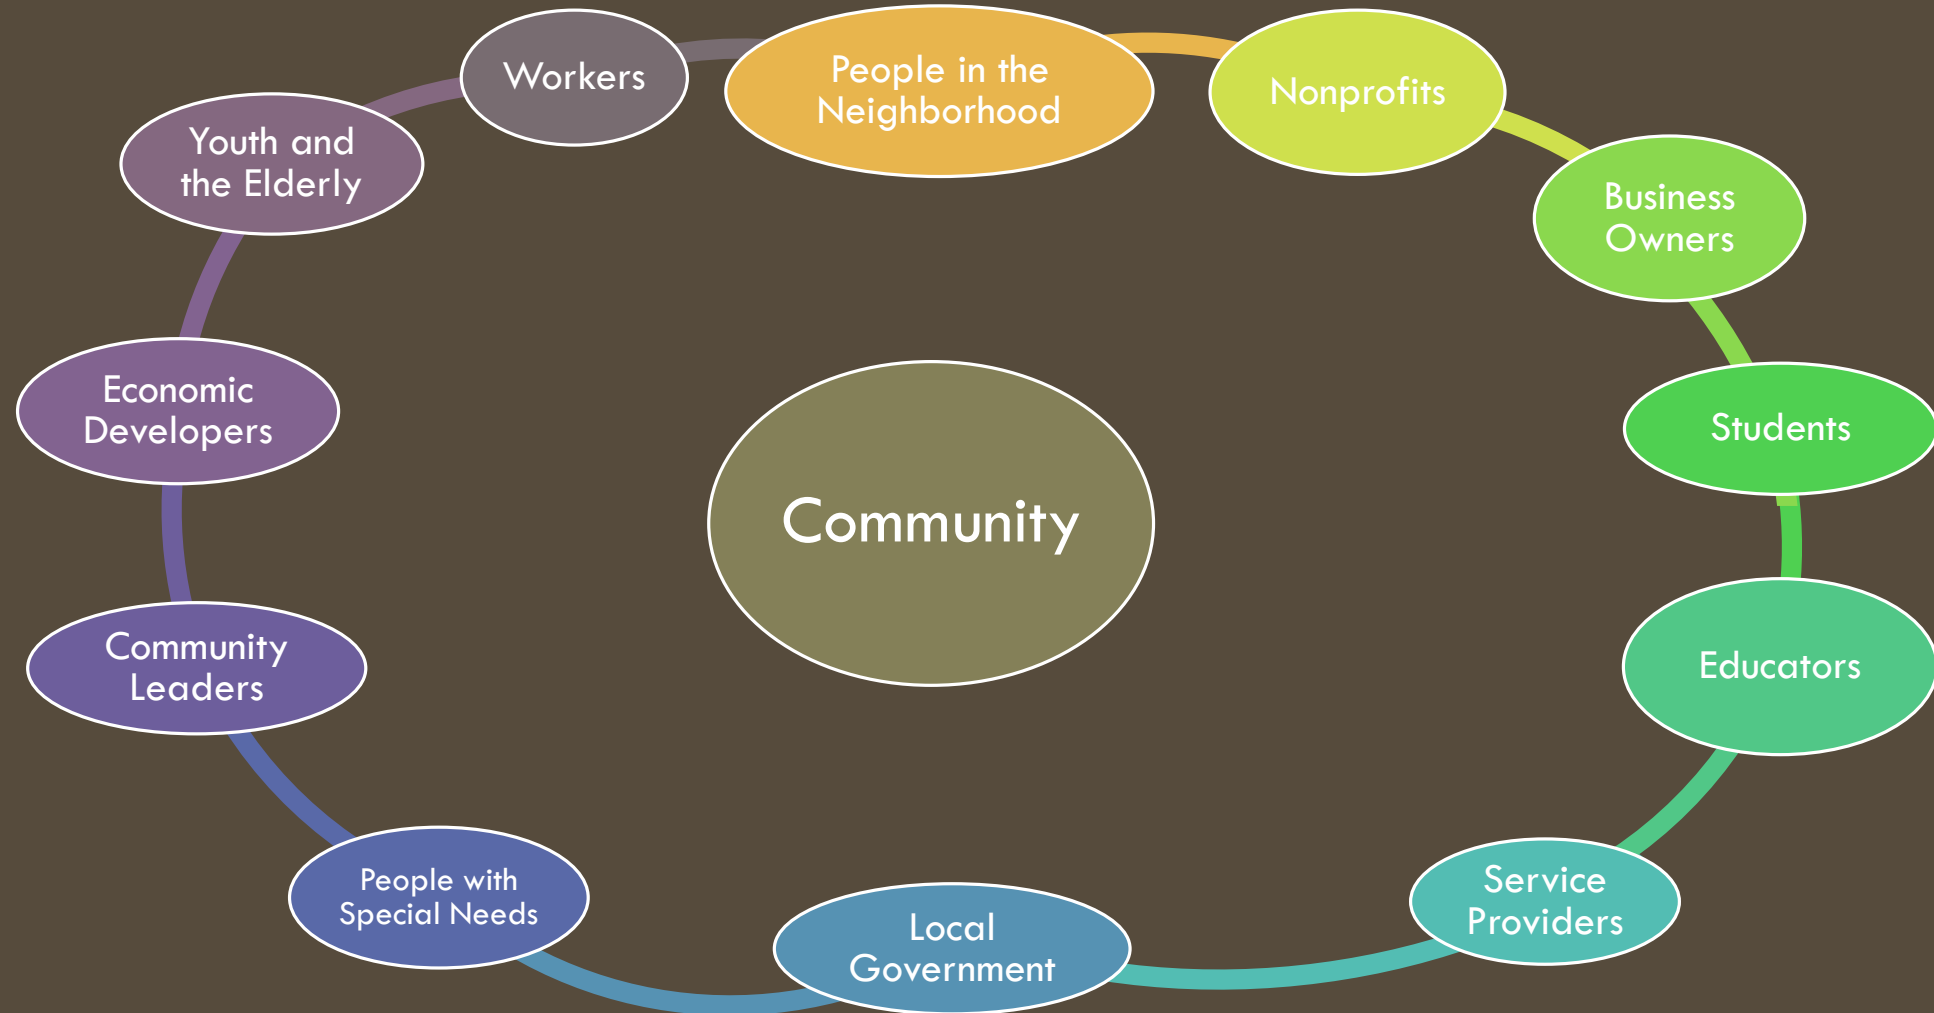 People in the
Neighborhood
Nonprofits
Business
Owners
Students
Educators
Service
Providers
Local
Government
People with
Special Needs
Community
Leaders
Economic
Developers
Youth and
the Elderly
Workers
Community